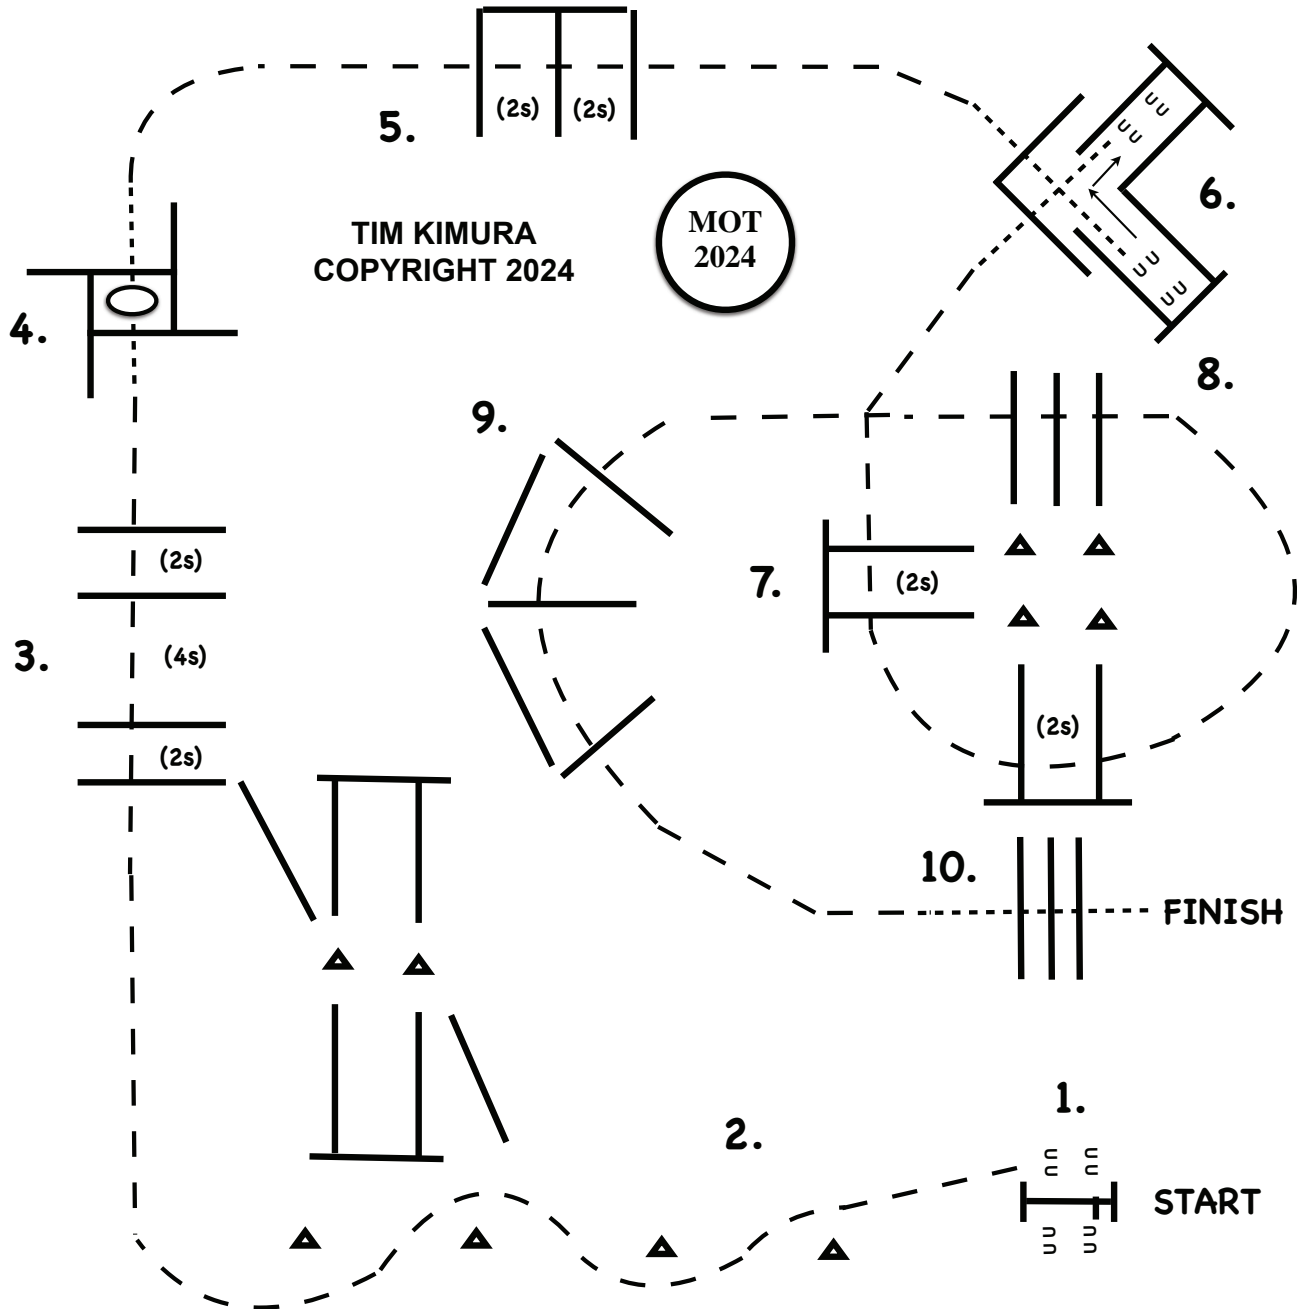 5.
(2s) (2s)
6.
TIM KIMURA
COPYRIGHT 2024
MOT
2024
4.
8.
9.
3.
(2s)
(4s)
(2s)
7.
(2s)
(2s)
10.
FINISH
1.
2.
START